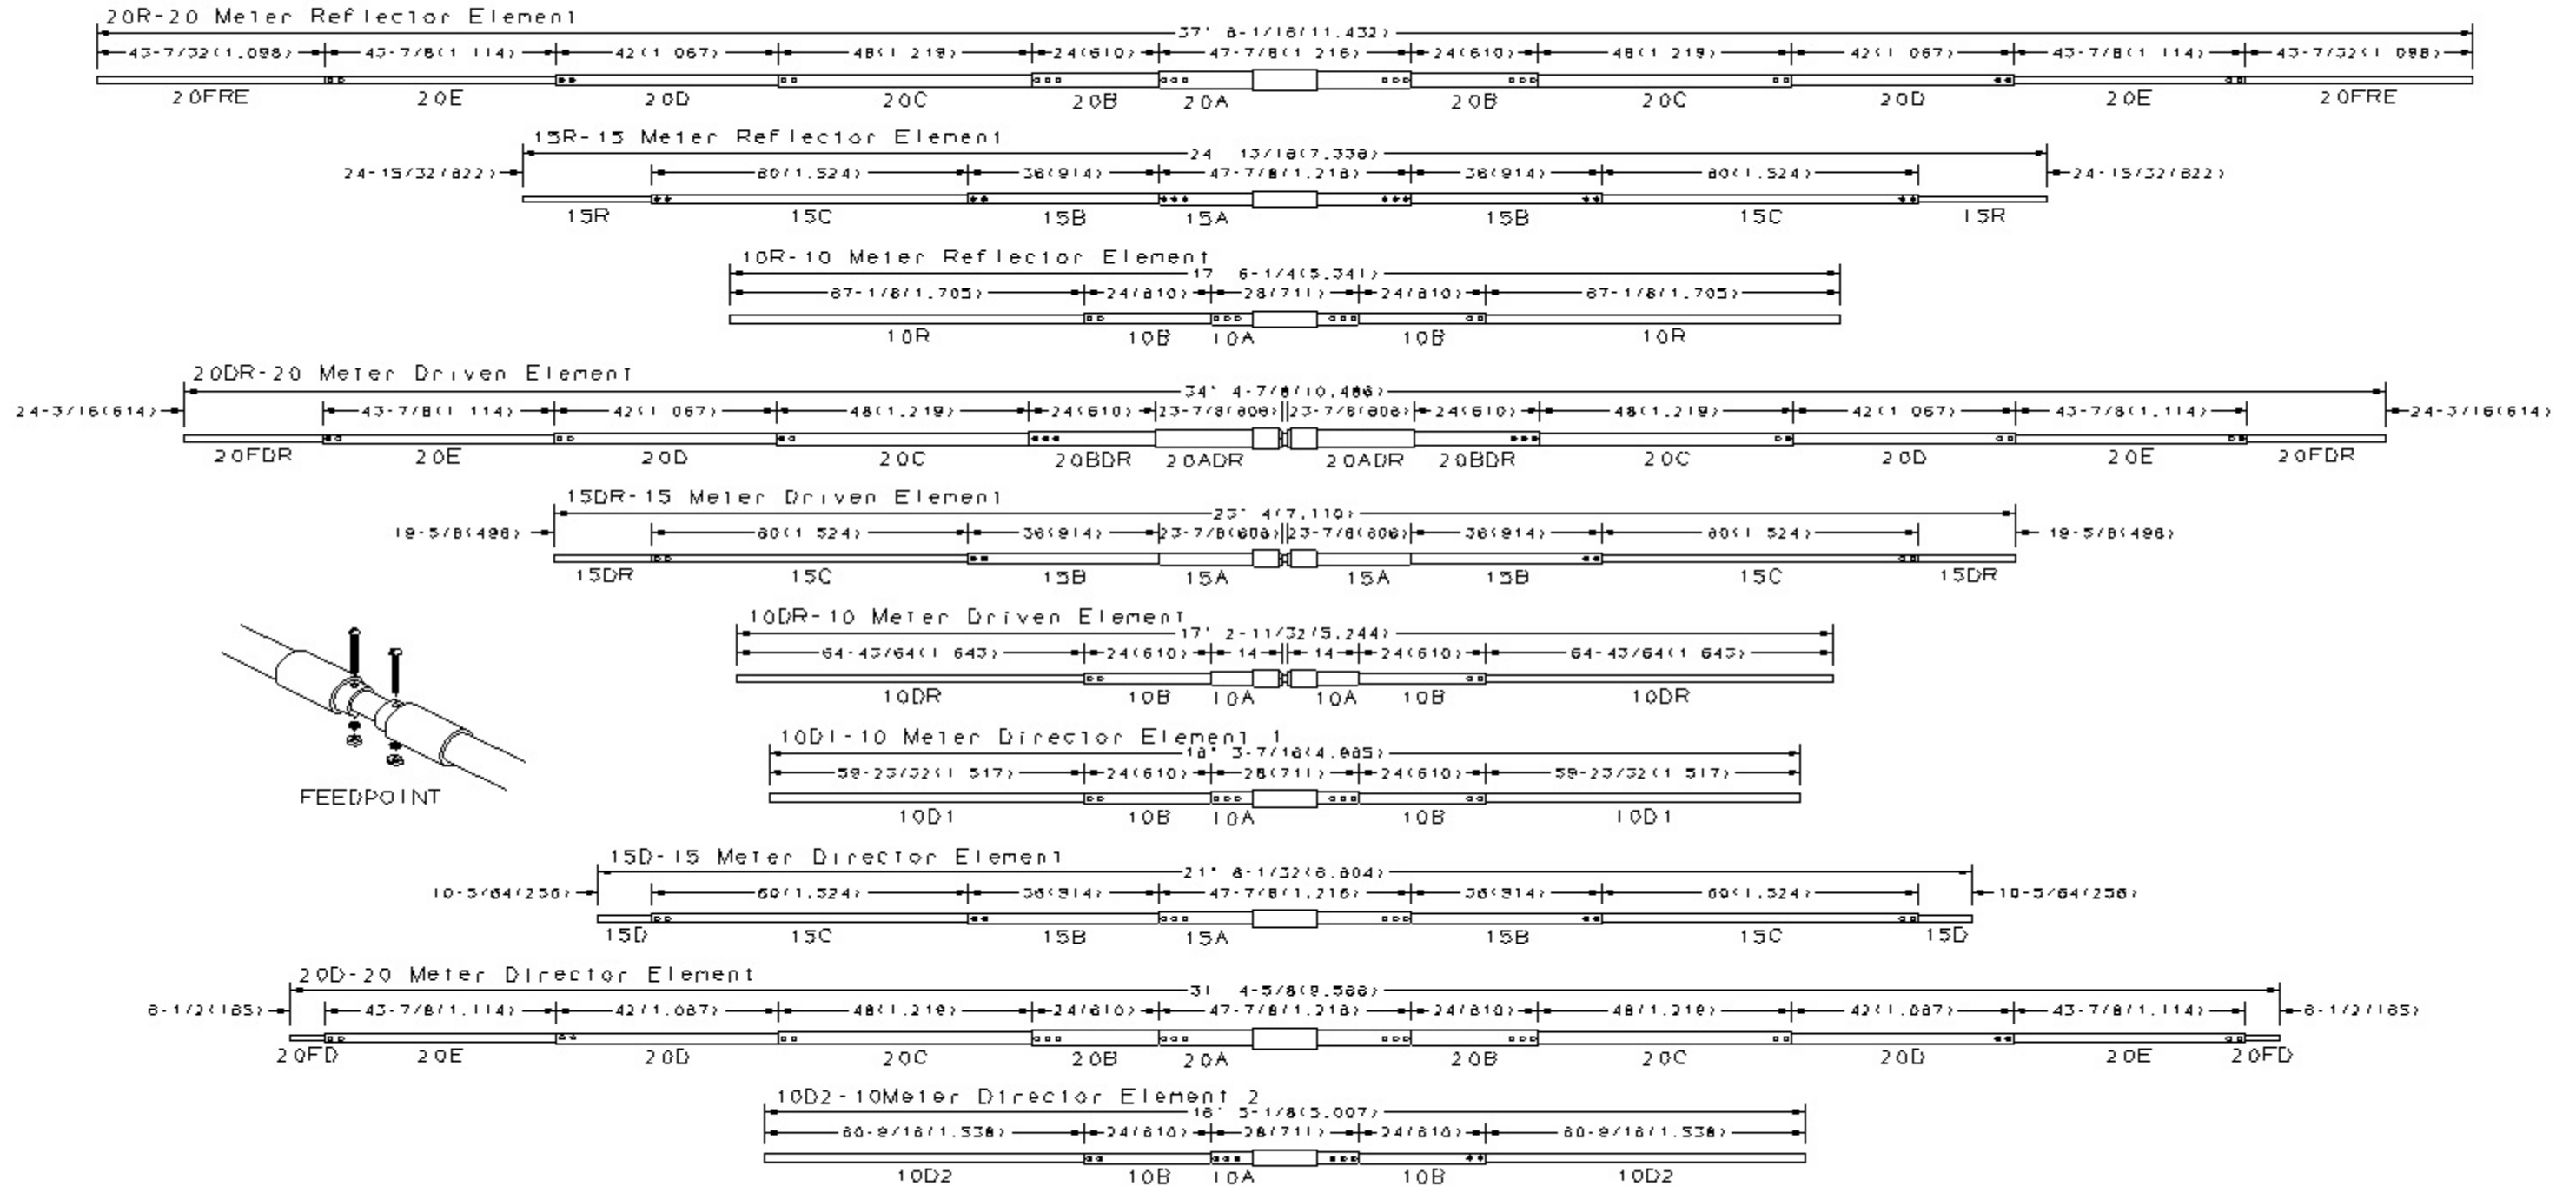 20R-20 Meter Reflector Element
37' 6-1/16(11.432)
43-7/32(1.098) 43-7/8(1.114) 42(1.067) 48(1.219) 24(610) 47-7/8(1.216) 24(610) 48(1.219) 42(1.067) 43-7/8(1.114) 43-7/32(1.098)
20FRE 20E 20D 20C 20B 20A 20B 20C 20D 20E 20FRE
15R-15 Meter Reflector Element
24 13/16(7.336)
24-15/32(622) 60(1.524) 36(914) 47-7/8(1.216) 36(914) 60(1.524) 24-15/32(622)
15R 15C 15B 15A 15B 15C 15R
10R-10 Meter Reflector Element
17 6-1/4(5.341)
67-1/8(1.705) 24(610) 28(711) 24(610) 67-1/8(1.705)
10R 10B 10A 10B 10R
20DR-20 Meter Driven Element
34' 4-7/8(10.486)
24-3/16(614) 43-7/8(1.114) 42(1.067) 48(1.219) 24(610) 23-7/8(606) 23-7/8(606) 24(610) 48(1.219) 42(1.067) 43-7/8(1.114) 24-3/16(614)
20FDR 20E 20D 20C 20BDR 20ADR 20ADR 20BDR 20C 20D 20E 20FDR
15DR-15 Meter Driven Element
23' 4(7.110)
19-5/8(498) 60(1.524) 36(914) 23-7/8(606) 23-7/8(606) 36(914) 60(1.524) 19-5/8(498)
15DR 15C 15B 15A 15A 15B 15C 15DR
10DR-10 Meter Driven Element
17' 2-11/32(5.244)
64-43/64(1.643) 24(610) 14 14 24(610) 64-43/64(1.643)
10DR 10B 10A 10A 10B 10DR
FEEDPOINT
10D1-10 Meter Director Element 1
16' 3-7/16(4.965)
59-23/32(1.517) 24(610) 28(711) 24(610) 59-23/32(1.517)
10D1 10B 10A 10B 10D1
15D-15 Meter Director Element
21' 8-1/32(6.604)
10-5/64(256) 60(1.524) 36(914) 47-7/8(1.216) 36(914) 60(1.524) 10-5/64(256)
15D 15C 15B 15A 15B 15C 15D
20D-20 Meter Director Element
31 4-5/8(9.566)
6-1/2(165) 43-7/8(1.114) 42(1.067) 48(1.219) 24(610) 47-7/8(1.216) 24(610) 48(1.219) 42(1.067) 43-7/8(1.114) 6-1/2(165)
20FD 20E 20D 20C 20B 20A 20B 20C 20D 20E 20FD
10D2-10Meter Director Element 2
16' 5-1/8(5.007)
60-9/16(1.538) 24(610) 28(711) 24(610) 60-9/16(1.538)
10D2 10B 10A 10B 10D2